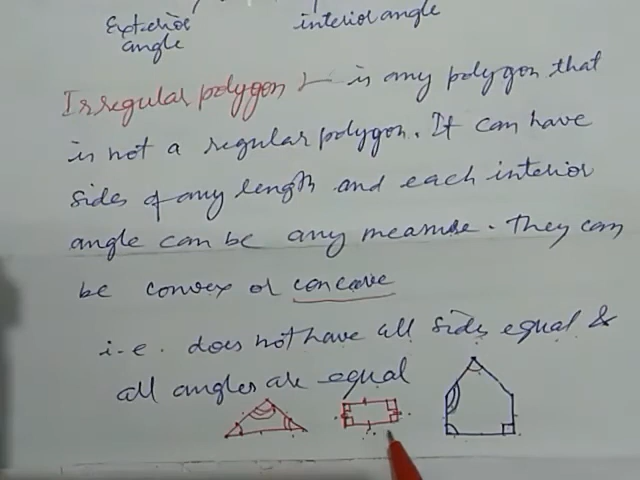 Exterior interior angle
angle
Irregular polygon :- is any polygon that
is not a regular polygon. It can have
sides of any length and each interior
angle can be any measure. They can
be convex or concave
i.e. does not have all sides equal &
all angles are equal